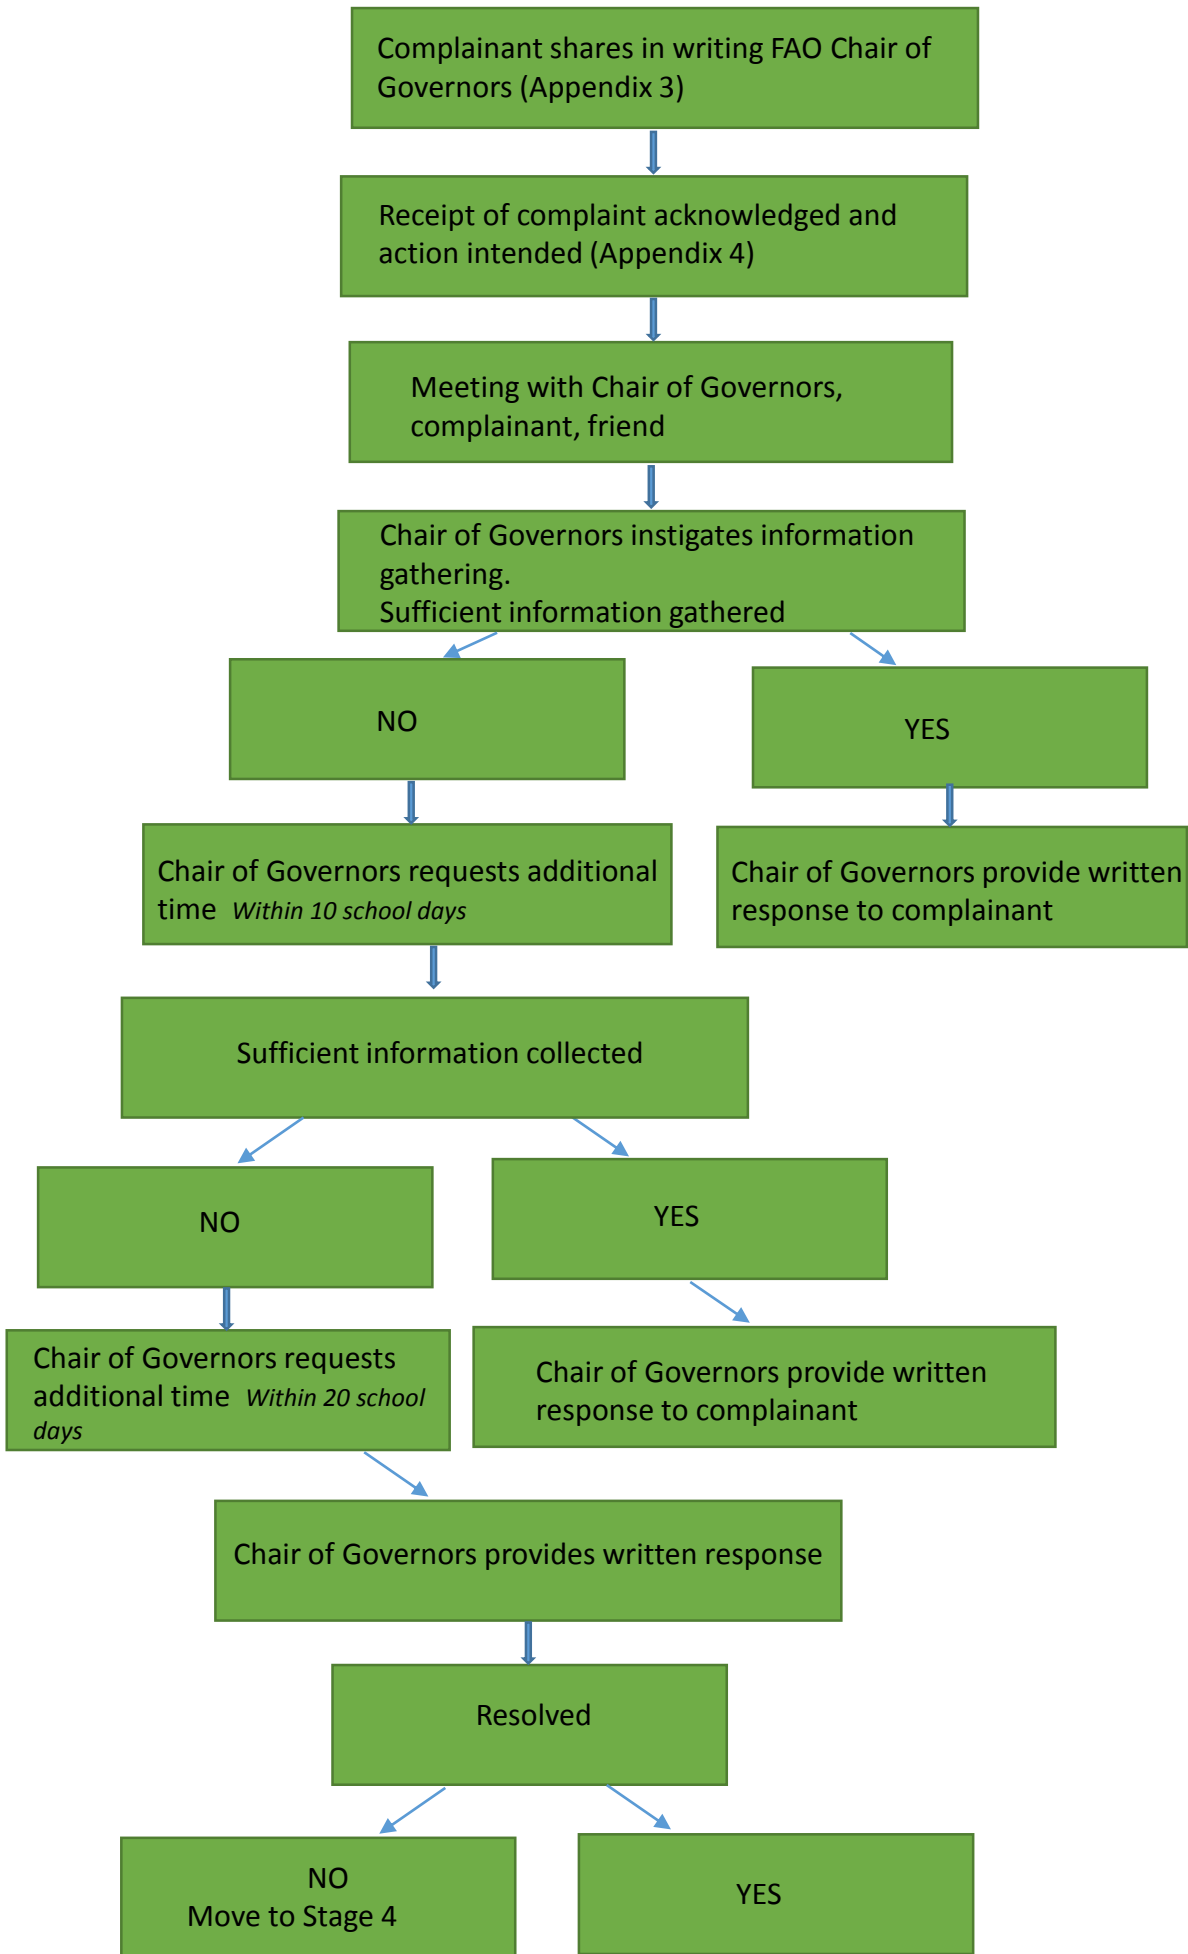 Complainant shares in writing FAO Chair of
Governors (Appendix 3)
Receipt of complaint acknowledged and
action intended (Appendix 4)
Meeting with Chair of Governors,
complainant, friend
Chair of Governors instigates information
gathering.
Sufficient information gathered
NO
YES
Chair of Governors requests additional
time Within 10 school days
Chair of Governors provide written
response to complainant
Sufficient information collected
NO
YES
Chair of Governors requests
additional time Within 20 school
days
Chair of Governors provide written
response to complainant
Chair of Governors provides written response
Resolved
NO
Move to Stage 4
YES